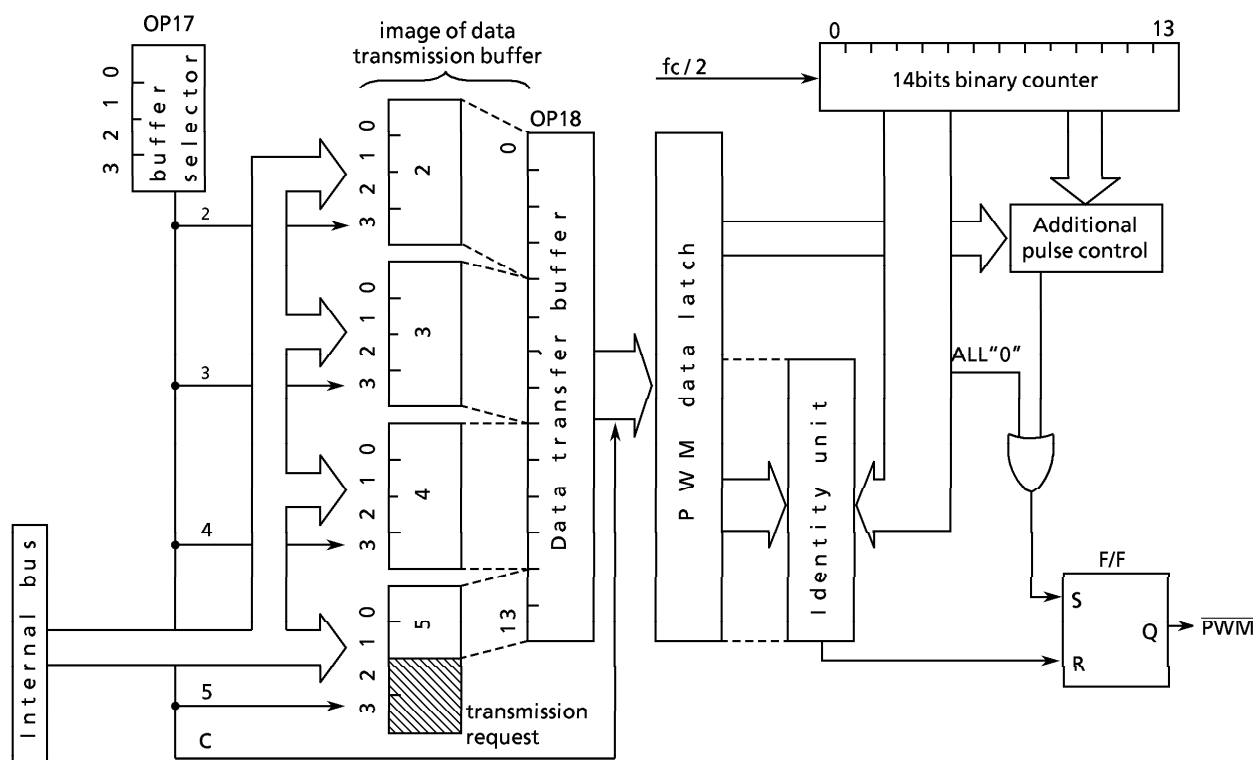 OP17
0
1
2
3
buffer
selector
image of data
transmission buffer
0
1
2
3
2
0
1
2
3
3
0
1
2
3
4
0
1
2
3
5
2
3
4
5
C
Internal bus
transmission
request
OP18
0
13
Data transfer buffer
PWM data latch
Identity unit
fc/2
0
13
14bits binary counter
Additional
pulse control
ALL"0"
F/F
S
R
Q
PWM